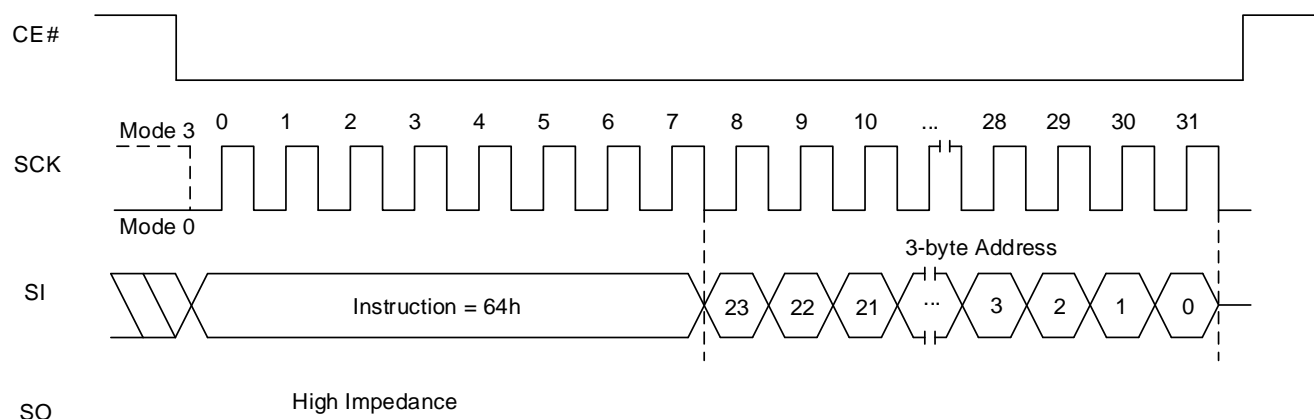 CE#
Mode 3
0 1 2 3 4 5 6 7 8 9 10 ... 28 29 30 31
SCK
Mode 0
3-byte Address
SI
Instruction = 64h
23 22 21 ... 3 2 1 0
High Impedance
SO